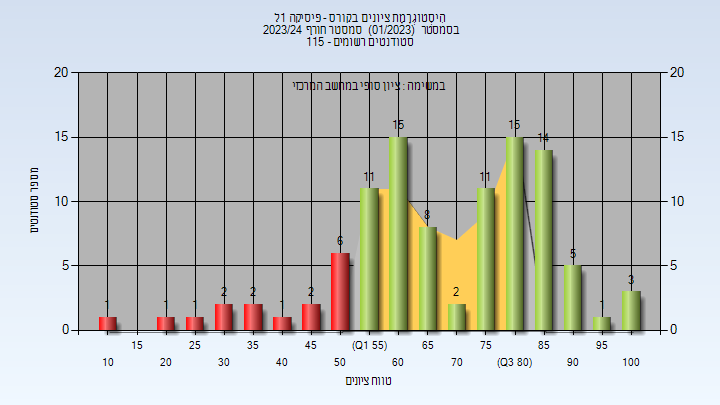 היסטוגרמת ציונים בקורס - פיסיקה 1ל
בסמסטר (01/2023) סמסטר חורף 2023/24
סטודנטים רשומים - 115
במשימה : ציון סופי במחשב המרכזי
20 20
15 15
10 10
5 5
0 0
מספר סטודנטים
1 1 1 2 2 1 2 6 11 15 8 2 11 15 14 5 1 3
15 25 35 45 (Q1 55) 65 75 85 95
10 20 30 40 50 60 70 (Q3 80) 90 100
טווח ציונים